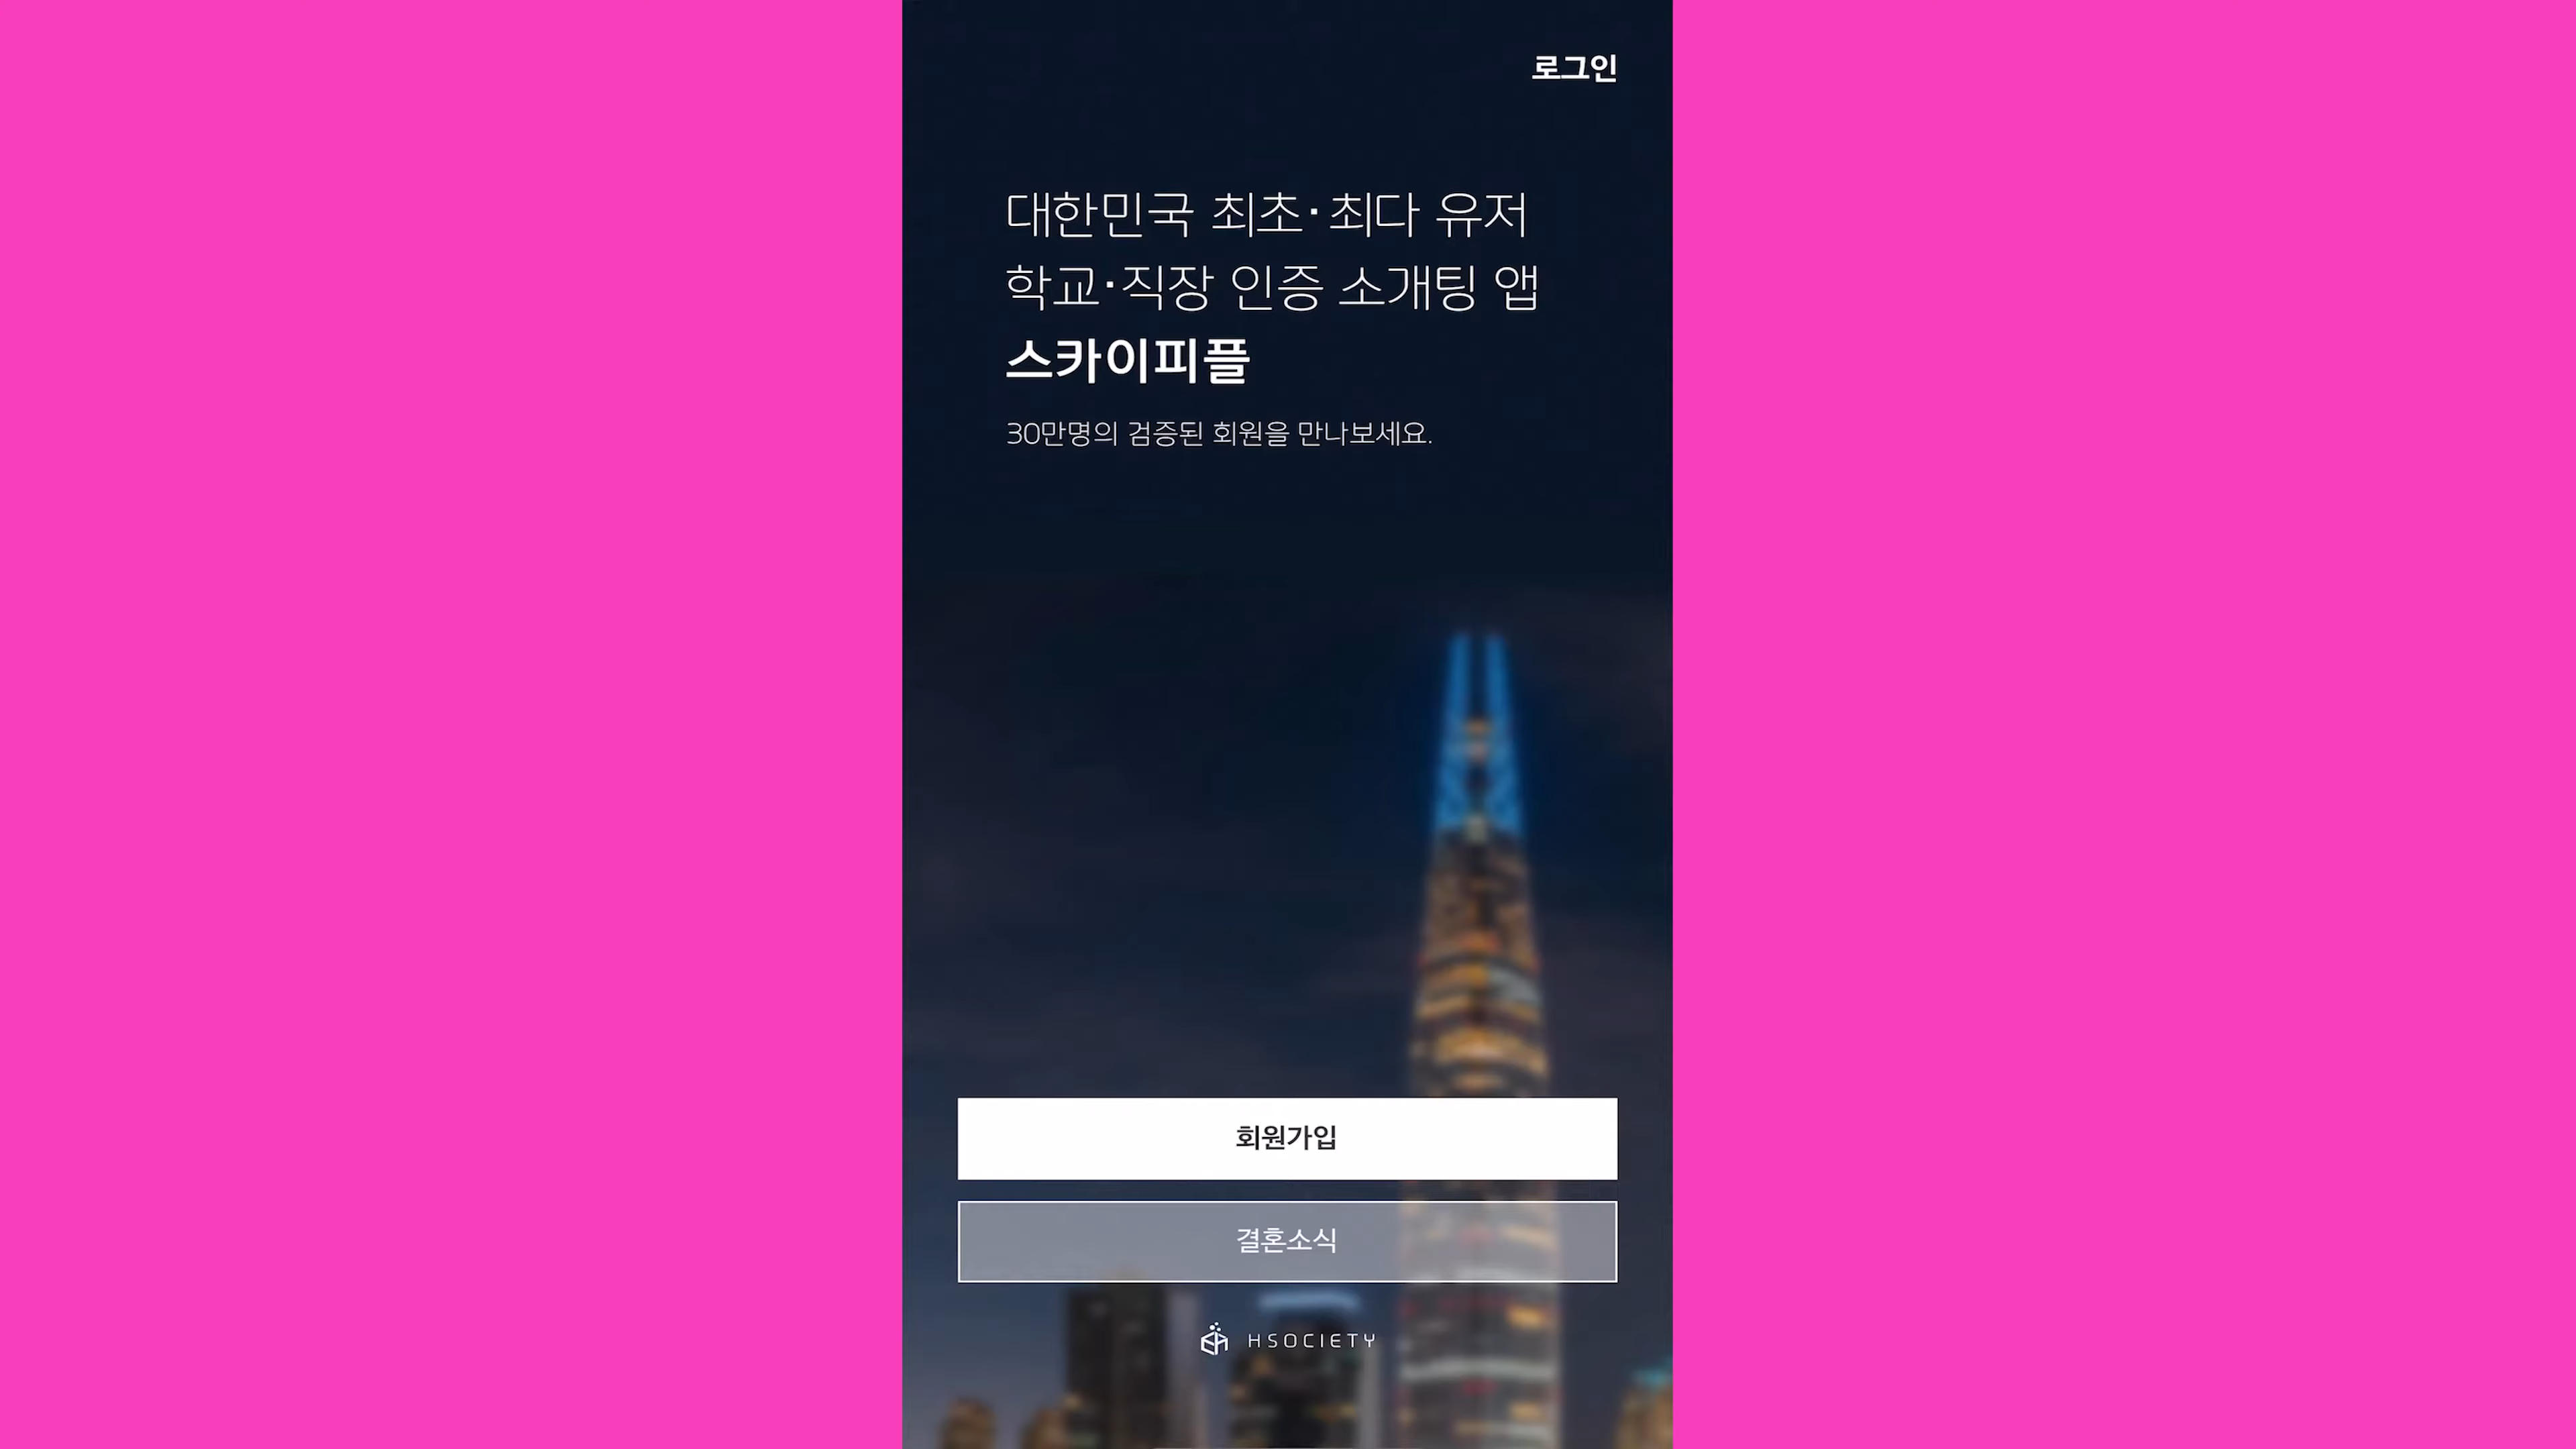 로그인
대한민국 최초·최다 유저
학교·직장 인증 소개팅 앱
스카이피플
30만명의 검증된 회원을 만나보세요.
회원가입
결혼소식
HSOCIETY